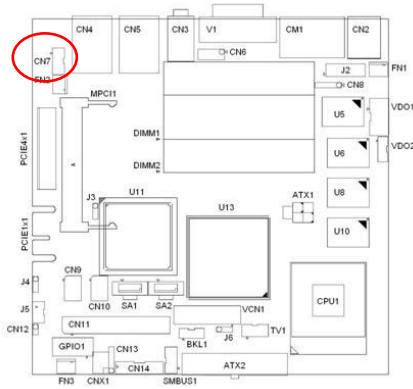 CN4 CN5 CN3 V1 CM1 CN2
CN7 CN6
FN2 J2 FN1
MPCI1 CN8
U5 VDO1
DIMM1
PCIE4x1 A U6 VDO2
DIMM2
J3 U11 U13 ATX1 U8
PCIE1x1 U10
CN9
J4 CN10 SA1 SA2 CPU1
J5 VCN1
CN12 CN11 BKL1 J6 TV1
GPIO1 CN13
FN3 CNX1 CN14 SMBUS1 ATX2